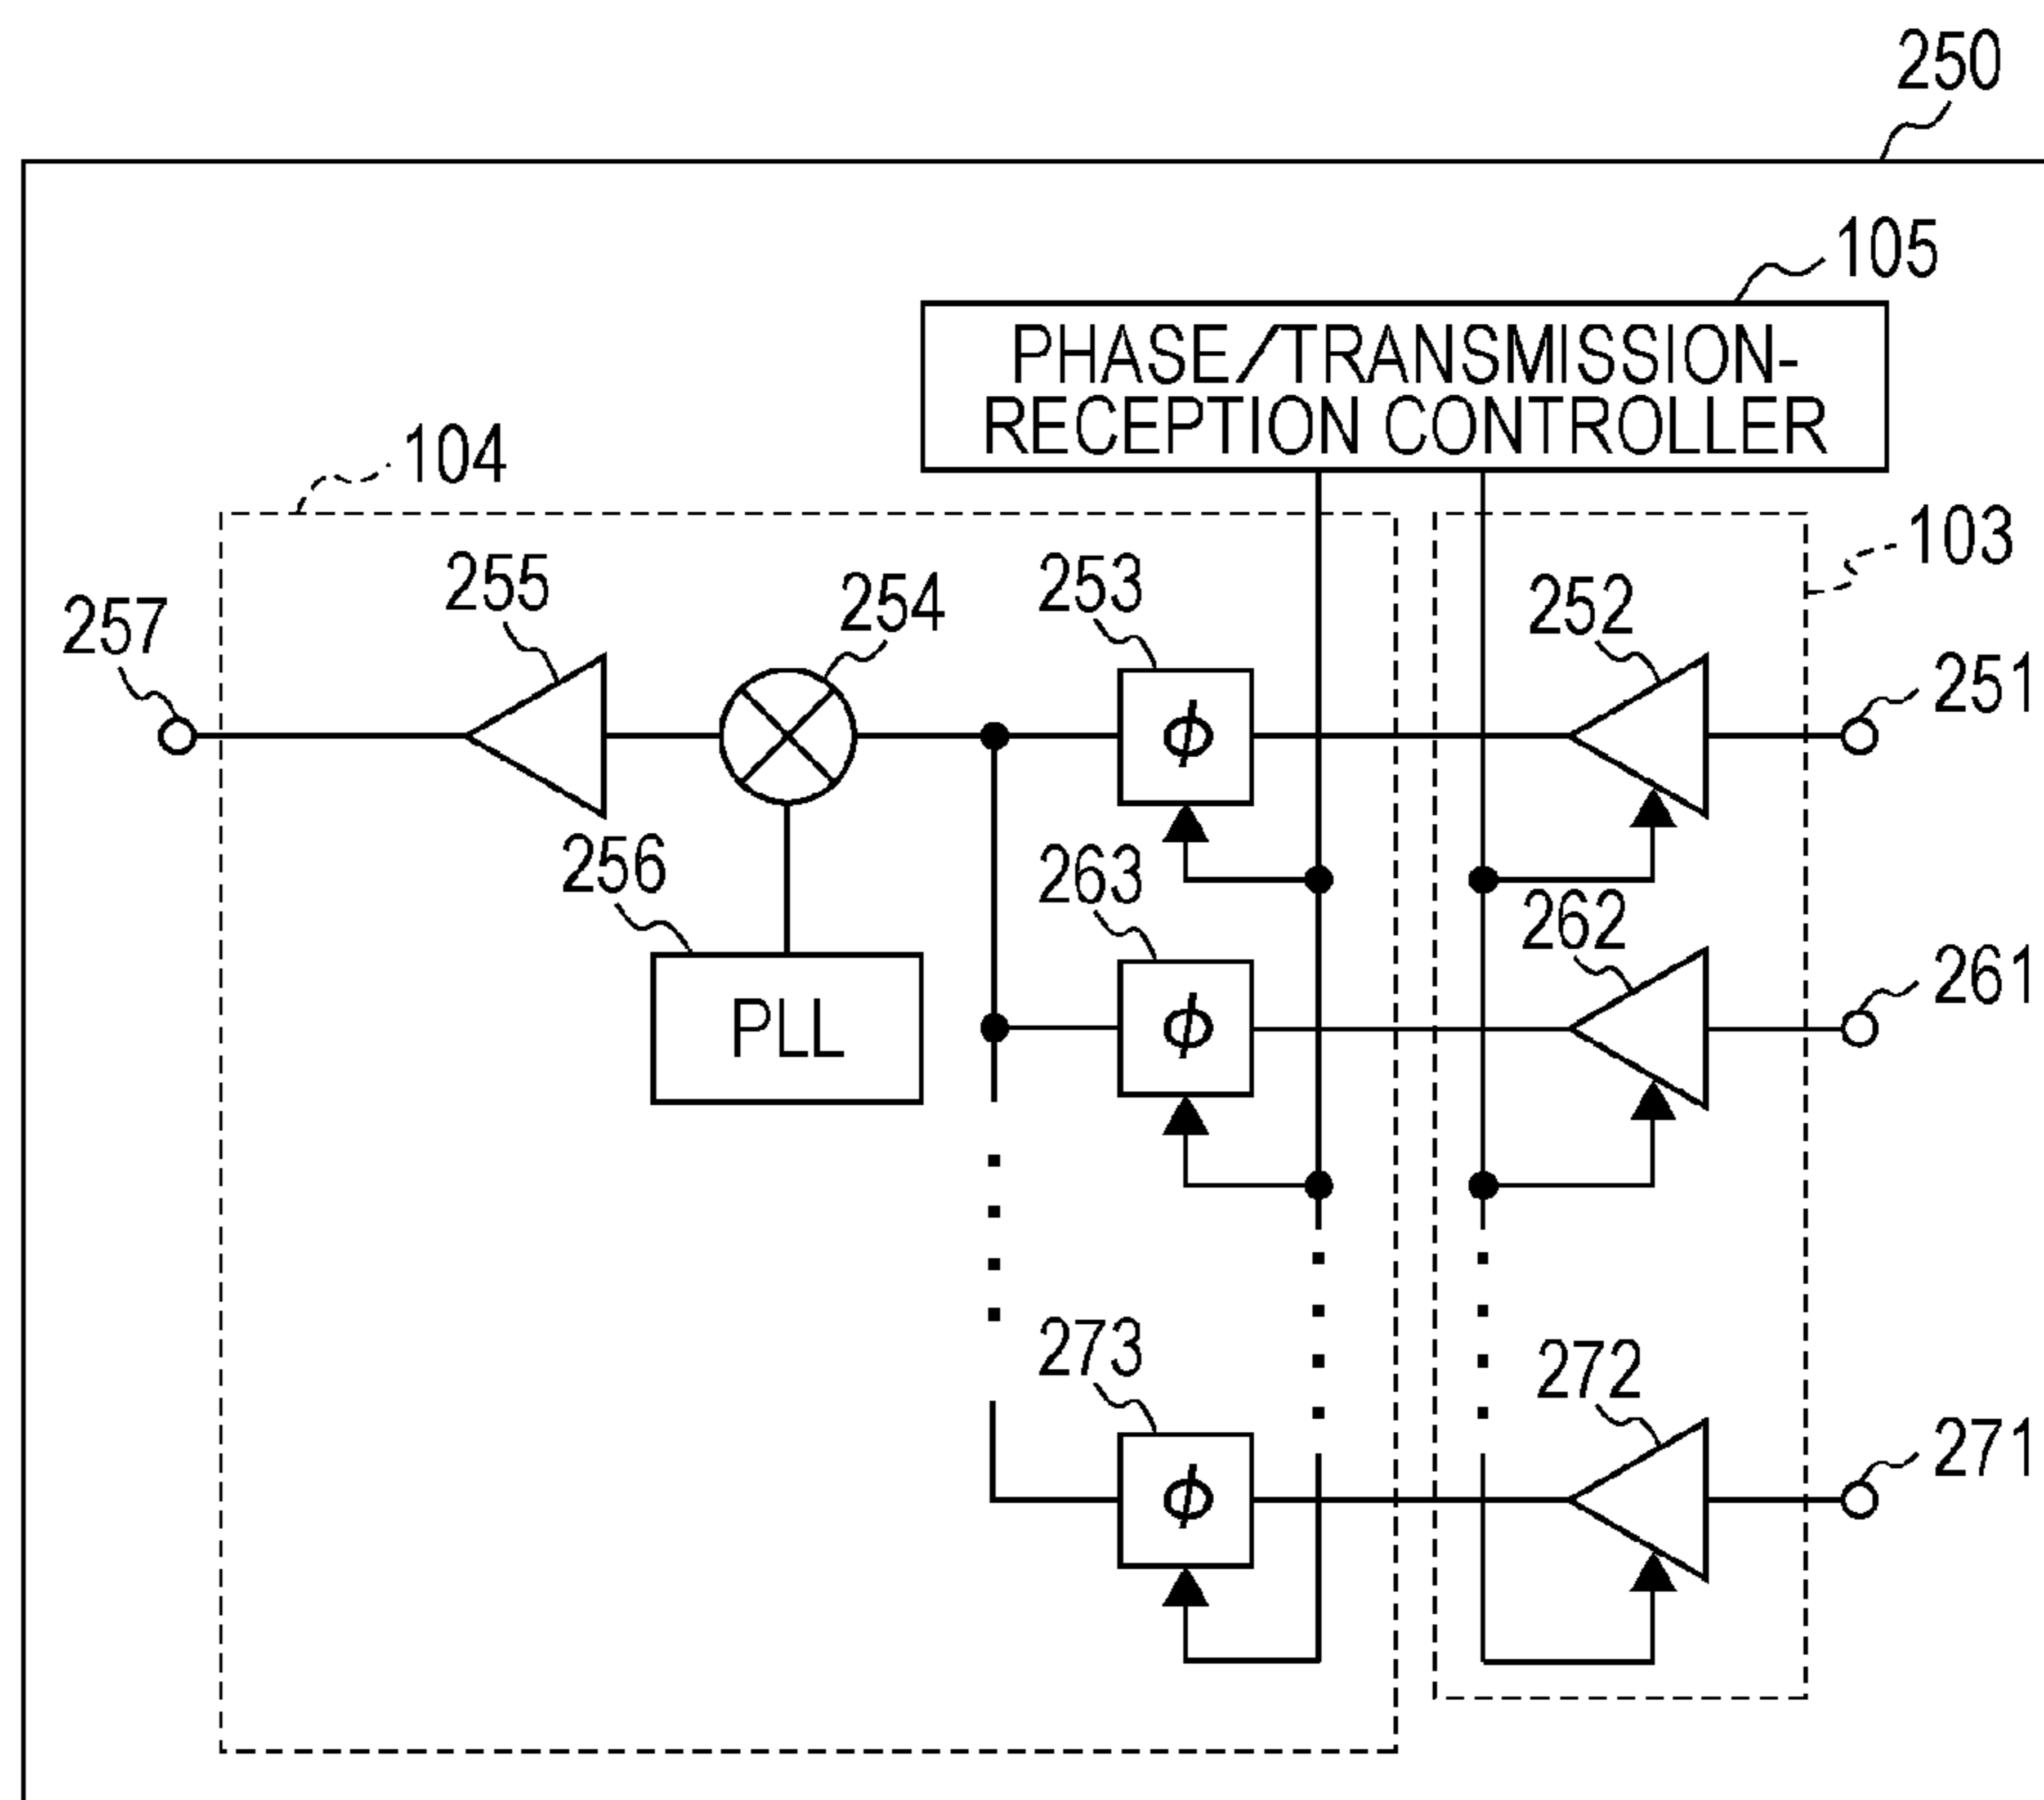 250
105
PHASE/TRANSMISSION-
RECEPTION CONTROLLER
104
103
255
254
253
252
257
251
256
263
262
261
PLL
ϕ
ϕ
273
272
271
ϕ